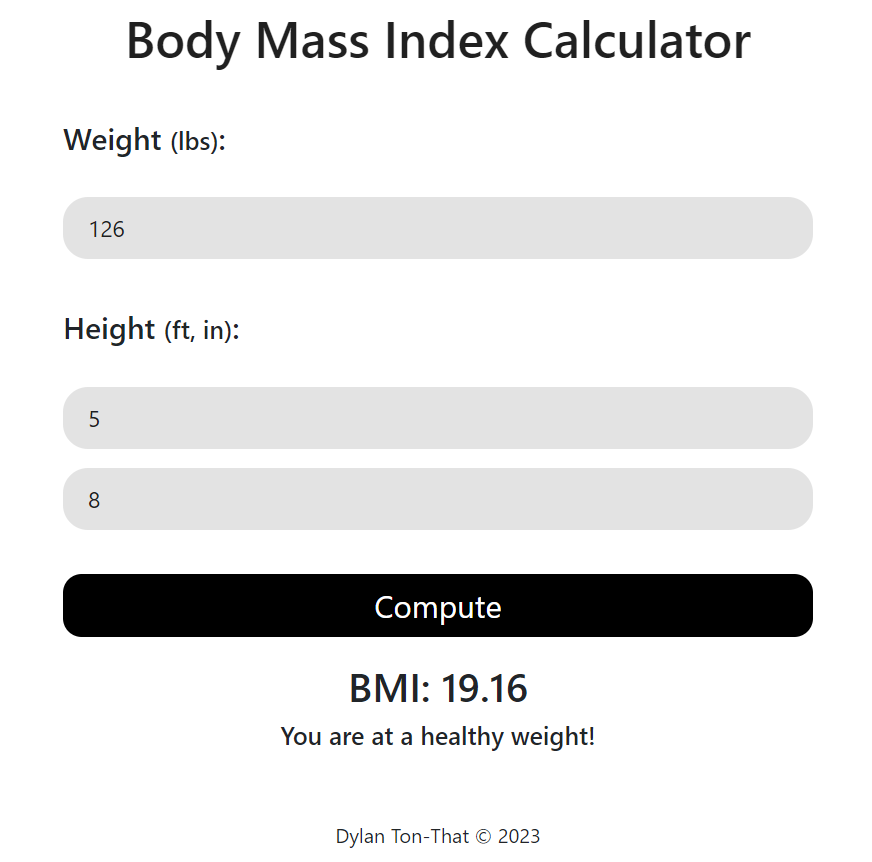 Body Mass Index Calculator
Weight (lbs):
126
Height (ft, in):
5
8
Compute
BMI: 19.16
You are at a healthy weight!
Dylan Ton-That © 2023